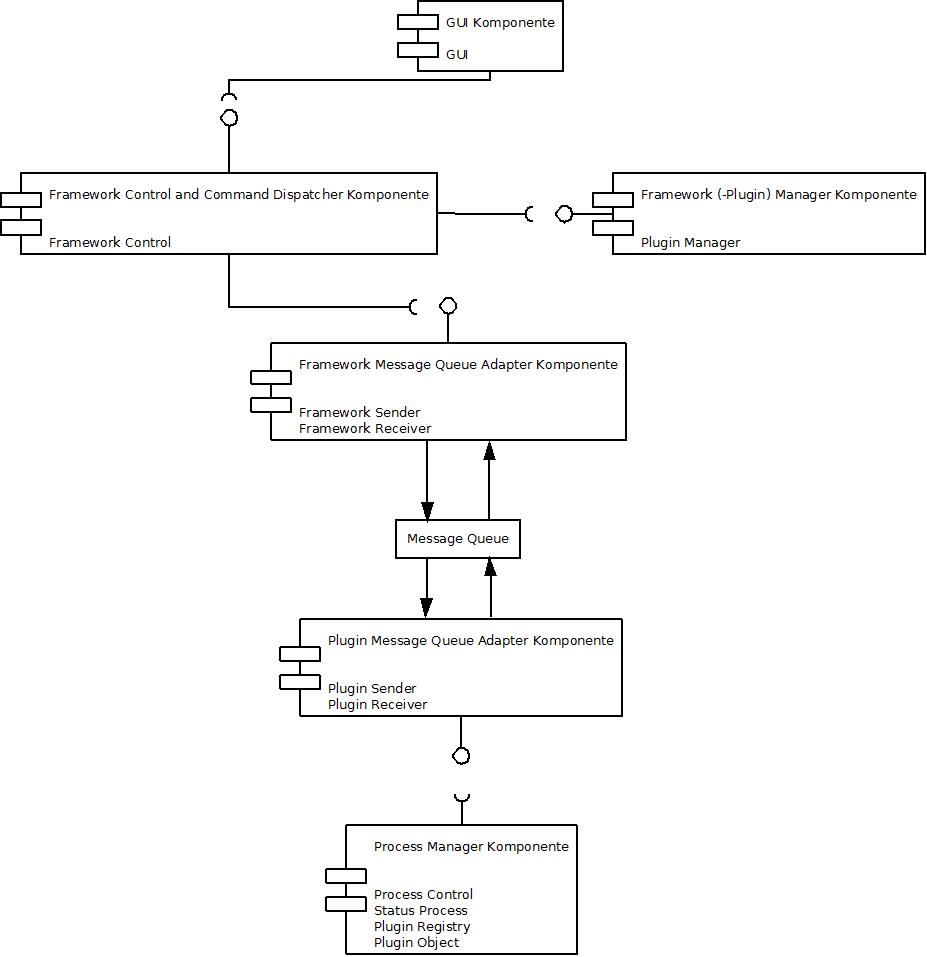 GUI Komponente
GUI
Framework Control and Command Dispatcher Komponente
Framework Control
Framework (-Plugin) Manager Komponente
Plugin Manager
Framework Message Queue Adapter Komponente
Framework Sender
Framework Receiver
Message Queue
Plugin Message Queue Adapter Komponente
Plugin Sender
Plugin Receiver
Process Manager Komponente
Process Control
Status Process
Plugin Registry
Plugin Object